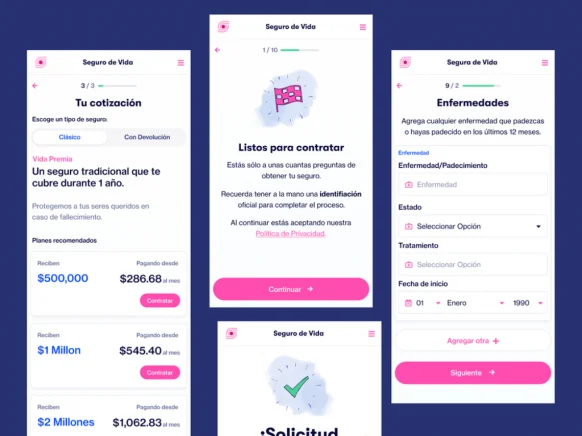 Seguro de Vida
3 / 3
Tu cotización
Escoge un tipo de seguro:
Clásico
Con Devolución
Vida Premia
Un seguro tradicional que te
cubre durante 1 año.
Protegemos a tus seres queridos en
caso de fallecimiento.
Planes recomendados
Reciben
Pagando desde
$500,000
$286.68 al mes
Contratar
Reciben
Pagando desde
$1 Millon
$545.40 al mes
Contratar
Reciben
Pagando desde
$2 Millones
$1,062.83 al mes
Seguro de Vida
1 / 10
Listos para contratar
Estás sólo a unas cuantas preguntas de
obtener tu seguro.
Recuerda tener a la mano una identifiación
oficial para completar el proceso.
Al continuar estás aceptando nuestra
Política de Privacidad.
Continuar
Seguro de Vida
¡Solicitud
Seguro de Vida
9 / 2
Enfermedades
Agrega cualquier enfermedad que padezcas
o hayas padecido en los últimos 12 meses.
Enfermedad
Enfermedad/Padecimiento
Enfermedad
Estado
Seleccionar Opción
Tratamiento
Seleccionar Opción
Fecha de inicio
01
Enero
1990
Agregar otra +
Siguiente